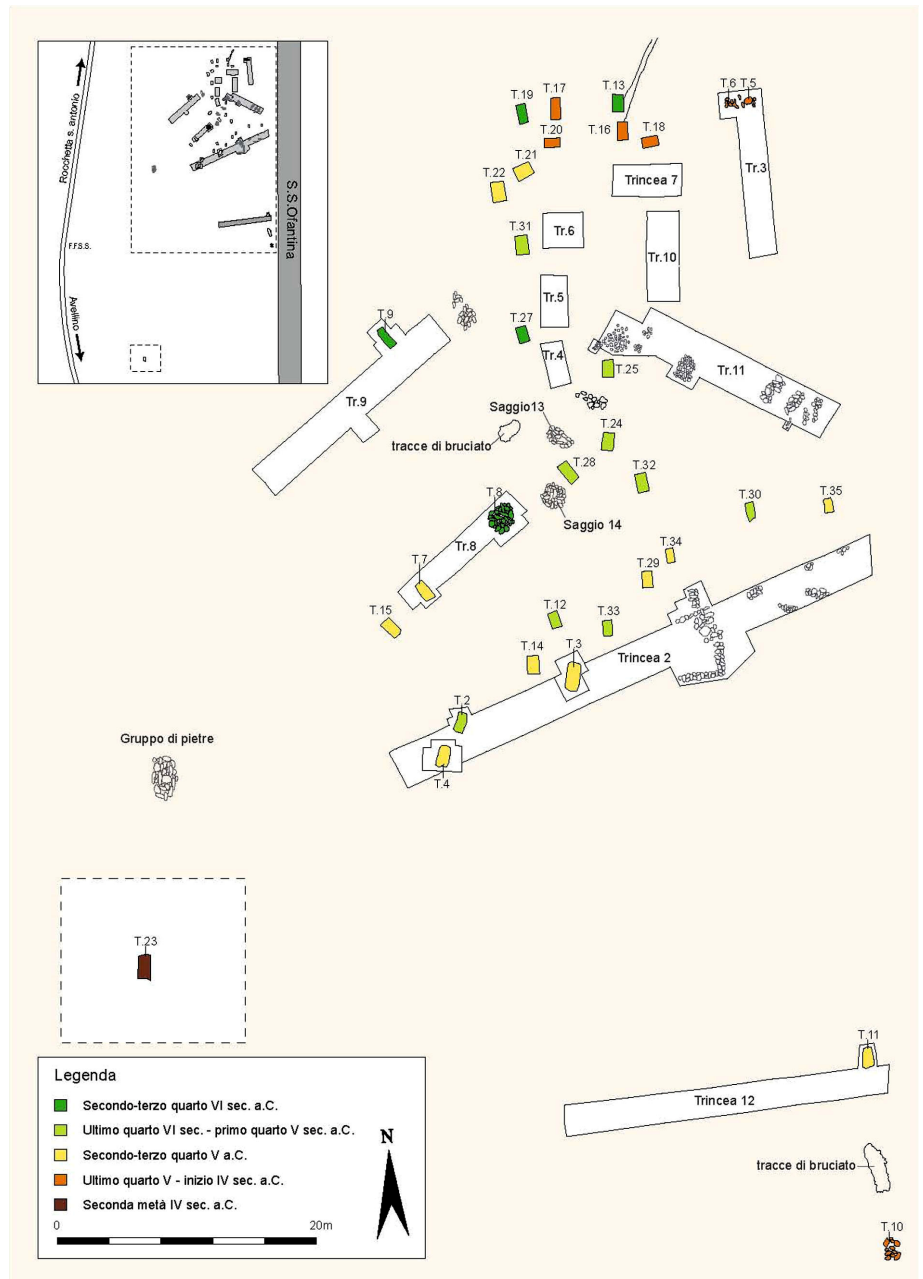 Rocchetta s. antonio
F.F.S.S.
Avellino
S.S.Ofantina
T.19
T.17
T.13
T.6
T.5
T.20
T.16
T.18
T.21
T.22
Trincea 7
Tr.3
T.31
Tr.6
Tr.10
Tr.5
T.9
T.27
Tr.4
T.25
Tr.11
Tr.9
Saggio13
tracce di bruciato
T.24
T.28
T.32
T.8
Saggio 14
T.30
T.35
Tr.8
T.34
T.7
T.29
T.15
T.12
T.33
T.14
T.3
Trincea 2
T.2
T.4
Gruppo di pietre
T.23
T.11
Trincea 12
tracce di bruciato
T.10
Legenda
Secondo-terzo quarto VI sec. a.C.
Ultimo quarto VI sec. - primo quarto V sec. a.C.
Secondo-terzo quarto V a.C.
Ultimo quarto V - inizio IV sec. a.C.
Seconda metà IV sec. a.C.
N
0 20m